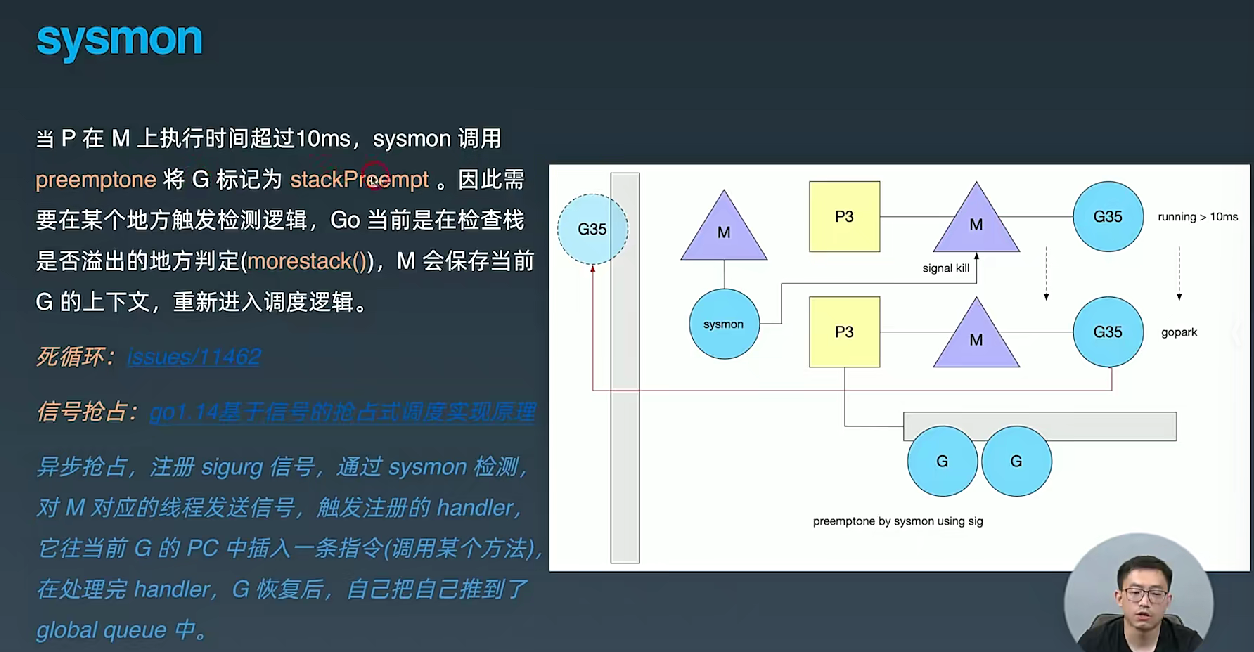 sysmon
当 P 在 M 上执行时间超过10ms，sysmon 调用
preemptone 将 G 标记为 stackPreempt 。因此需
要在某个地方触发检测逻辑，Go 当前是在检查栈
是否溢出的地方判定(morestack())，M 会保存当前
G 的上下文，重新进入调度逻辑。
死循环：issues/11462
信号抢占：go1.14基于信号的抢占式调度实现原理
异步抢占，注册 sigurg 信号，通过 sysmon 检测，
对 M 对应的线程发送信号，触发注册的 handler，
它往当前 G 的 PC 中插入一条指令(调用某个方法)，
在处理完 handler，G 恢复后，自己把自己推到了
global queue 中。
G35
M
P3
M
G35
running > 10ms
signal kill
sysmon
P3
M
G35
gopark
G
G
preemptone by sysmon using sig